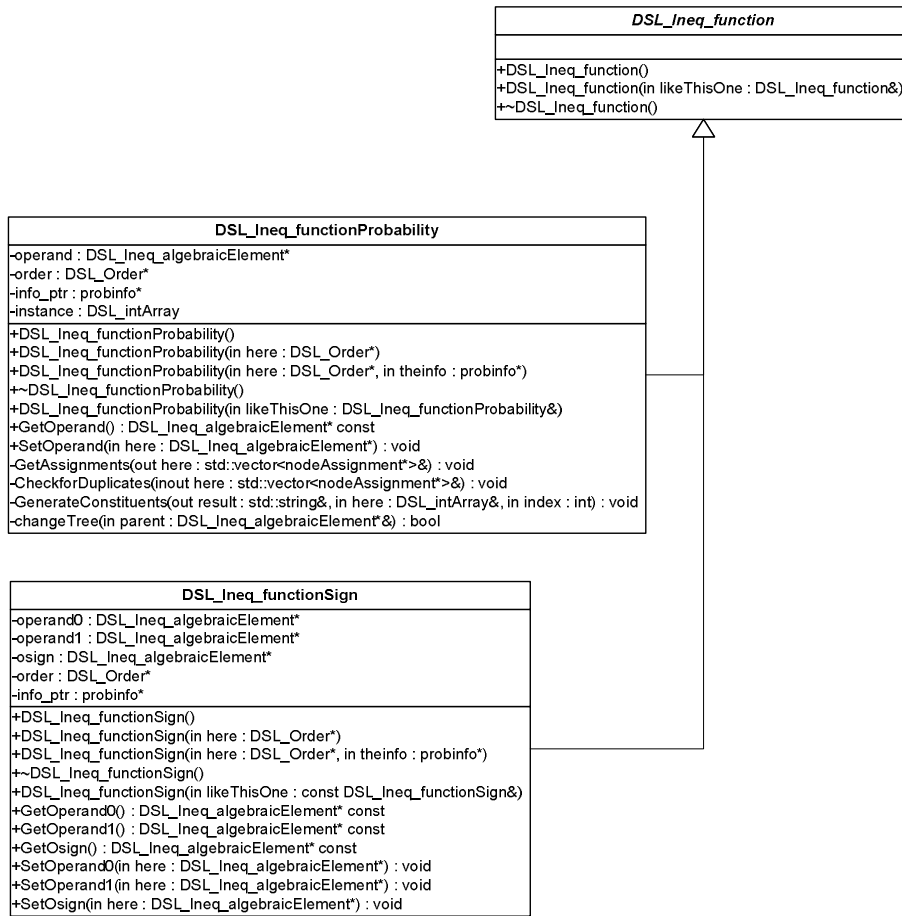 DSL_Ineq_function
+DSL_Ineq_function()
+DSL_Ineq_function(in likeThisOne : DSL_Ineq_function&)
+~DSL_Ineq_function()
DSL_Ineq_functionProbability
-operand : DSL_Ineq_algebraicElement*
-order : DSL_Order*
-info_ptr : probinfo*
-instance : DSL_intArray
+DSL_Ineq_functionProbability()
+DSL_Ineq_functionProbability(in here : DSL_Order*)
+DSL_Ineq_functionProbability(in here : DSL_Order*, in theinfo : probinfo*)
+~DSL_Ineq_functionProbability()
+DSL_Ineq_functionProbability(in likeThisOne : DSL_Ineq_functionProbability&)
+GetOperand() : DSL_Ineq_algebraicElement* const
+SetOperand(in here : DSL_Ineq_algebraicElement*) : void
-GetAssignments(out here : std::vector<nodeAssignment*>&) : void
-CheckforDuplicates(inout here : std::vector<nodeAssignment*>&) : void
-GenerateConstituents(out result : std::string&, in here : DSL_intArray&, in index : int) : void
-changeTree(in parent : DSL_Ineq_algebraicElement*&) : bool
DSL_Ineq_functionSign
-operand0 : DSL_Ineq_algebraicElement*
-operand1 : DSL_Ineq_algebraicElement*
-osign : DSL_Ineq_algebraicElement*
-order : DSL_Order*
-info_ptr : probinfo*
+DSL_Ineq_functionSign()
+DSL_Ineq_functionSign(in here : DSL_Order*)
+DSL_Ineq_functionSign(in here : DSL_Order*, in theinfo : probinfo*)
+~DSL_Ineq_functionSign()
+DSL_Ineq_functionSign(in likeThisOne : const DSL_Ineq_functionSign&)
+GetOperand0() : DSL_Ineq_algebraicElement* const
+GetOperand1() : DSL_Ineq_algebraicElement* const
+GetOsign() : DSL_Ineq_algebraicElement* const
+SetOperand0(in here : DSL_Ineq_algebraicElement*) : void
+SetOperand1(in here : DSL_Ineq_algebraicElement*) : void
+SetOsign(in here : DSL_Ineq_algebraicElement*) : void